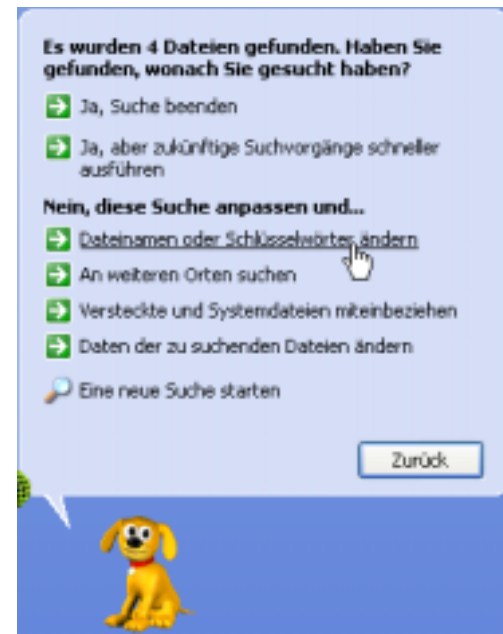 Es wurden 4 Dateien gefunden. Haben Sie
gefunden, wonach Sie gesucht haben?
Ja, Suche beenden
Ja, aber zukünftige Suchvorgänge schneller
ausführen
Nein, diese Suche anpassen und...
Dateinamen oder Schlüsselwörter ändern
An weiteren Orten suchen
Versteckte und Systemdateien miteinbeziehen
Daten der zu suchenden Dateien ändern
Eine neue Suche starten
Zurück